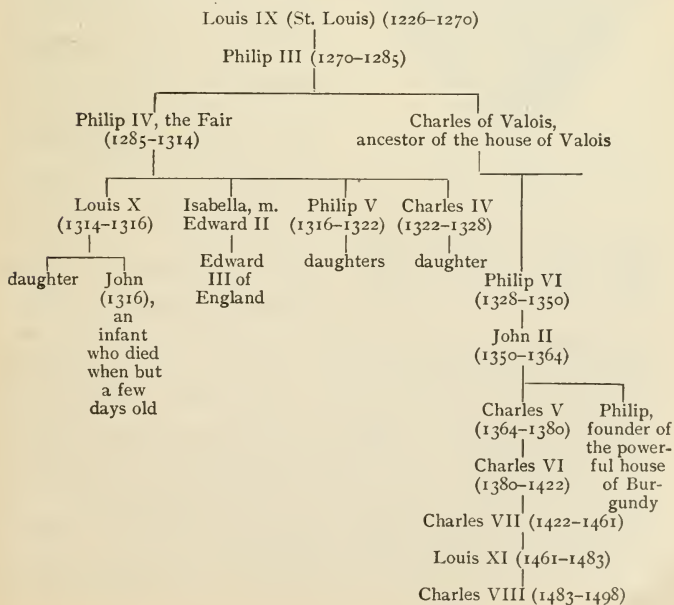 Louis IX (St. Louis) (1226–1270)
Philip III (1270–1285)
Philip IV, the Fair
(1285–1314)
Charles of Valois,
ancestor of the house of Valois
Louis X
(1314–1316)
Isabella, m.
Edward II
Philip V
(1316–1322)
Charles IV
(1322–1328)
daughter
John
(1316),
an
infant
who died
when but
a few
days old
Edward
III of
England
daughters
daughter
Philip VI
(1328–1350)
John II
(1350–1364)
Charles V
(1364–1380)
Philip,
founder of
the power-
ful house
of Bur-
gundy
Charles VI
(1380–1422)
Charles VII (1422–1461)
Louis XI (1461–1483)
Charles VIII (1483–1498)